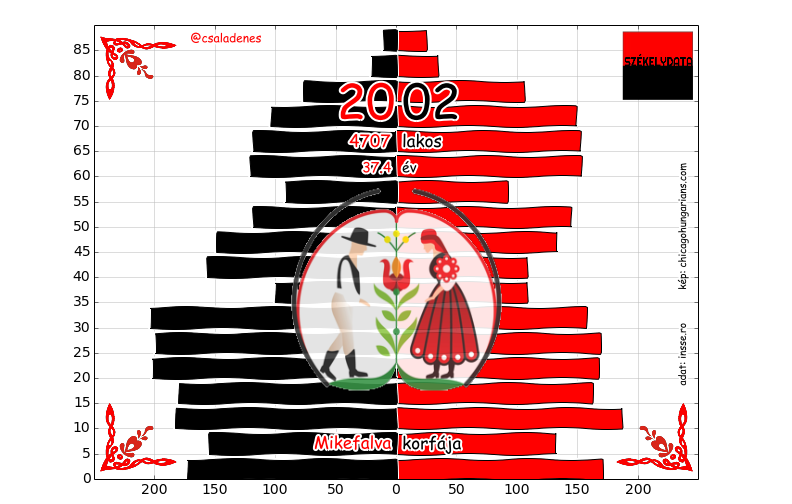 @csaladenes
SZÉKELYDATA
2002
4707 lakos
37.4 év
kép: chicagohungarians.com
adat: insse.ro
Mikefalva korfája
85
80
75
70
65
60
55
50
45
40
35
30
25
20
15
10
5
0
200 150 100 50 0 50 100 150 200